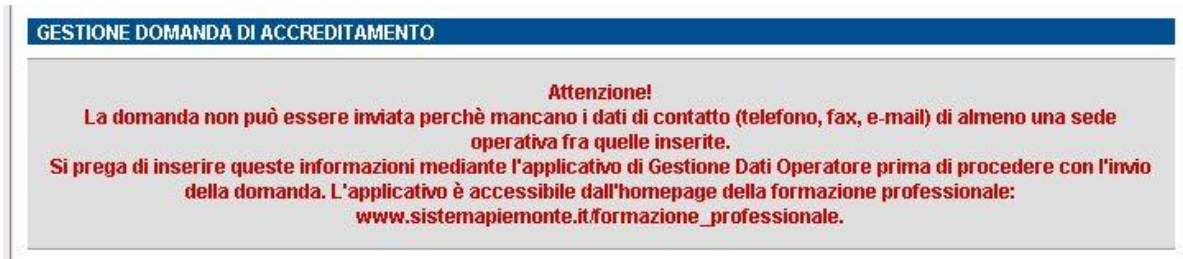 GESTIONE DOMANDA DI ACCREDITAMENTO
Attenzione!
La domanda non può essere inviata perchè mancano i dati di contatto (telefono, fax, e-mail) di almeno una sede
operativa fra quelle inserite.
Si prega di inserire queste informazioni mediante l'applicativo di Gestione Dati Operatore prima di procedere con l'invio
della domanda. L'applicativo è accessibile dall'homepage della formazione professionale:
www.sistemapiemonte.it/formazione_professionale.